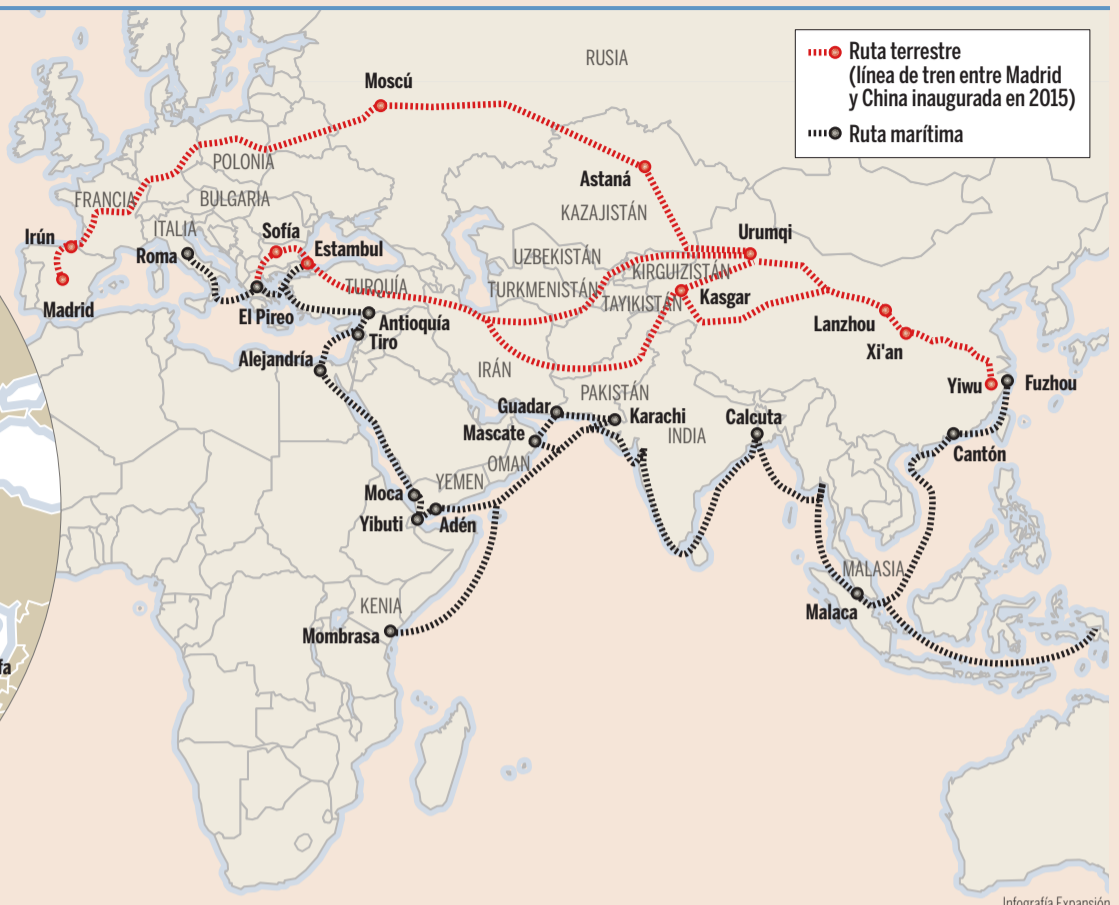 Ruta terrestre
(línea de tren entre Madrid
y China inaugurada en 2015)
Ruta marítima
RUSIA
Moscú
POLONIA
Astaná
FRANCIA
BULGARIA
KAZAJISTÁN
ITALIA
Irún
Sofía
Urumqi
Roma
Estambul
UZBEKISTÁN
KIRGUIZISTÁN
TURQUÍA
TURKMENISTÁN
TAYIKISTÁN
Kasgar
Madrid
El Pireo
Antioquía
Lanzhou
Tiro
Xi'an
Alejandría
IRÁN
Yiwu
Fuzhou
PAKISTÁN
Guadar
Karachi
Calcuta
Mascate
INDIA
Cantón
OMAN
YEMEN
Moca
Yibuti
Adén
MALASIA
KENIA
Malaca
Mombrasa
fa
Infografía Expansión